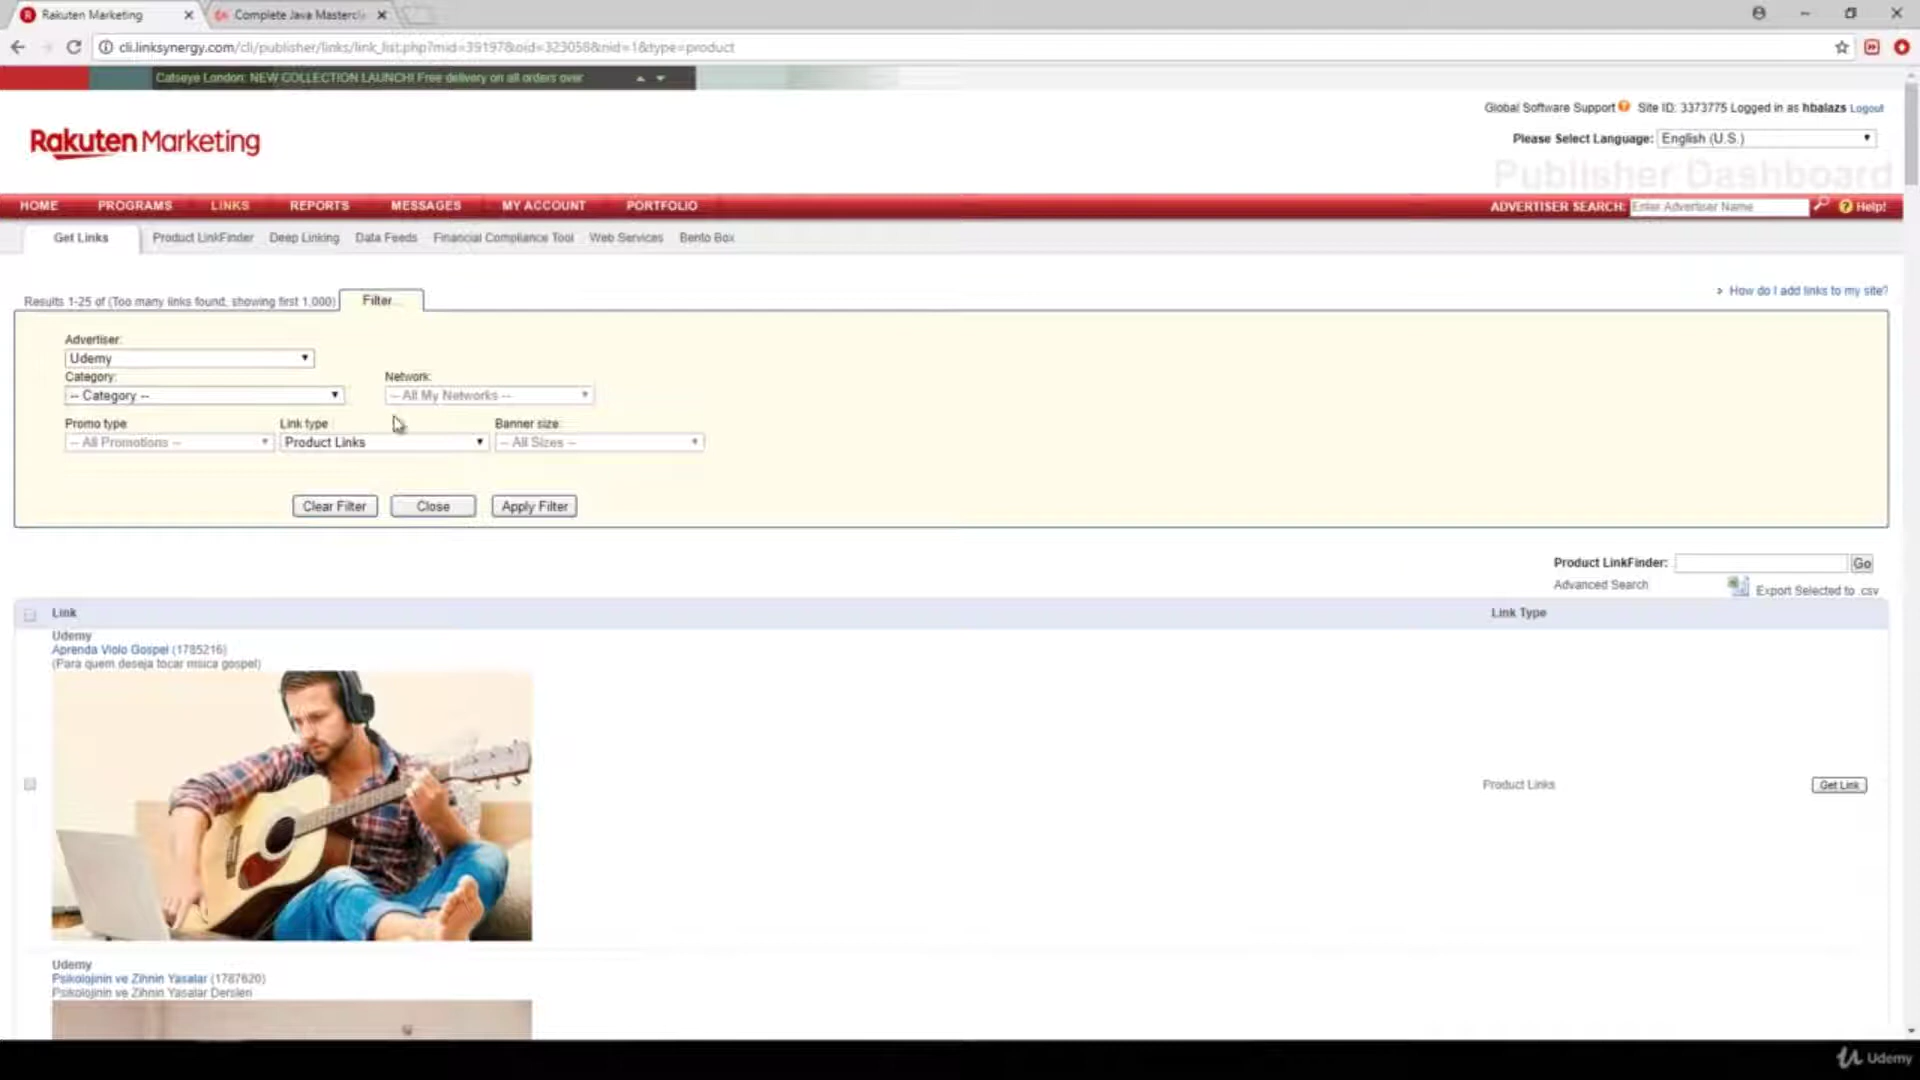 Rakuten Marketing
Complete Java Mastercl
cli.linksynergy.com/cli/publisher/links/link_list.php?mid=39197&oid=323058&nid=1&type=product
Catseye London: NEW COLLECTION LAUNCH! Free delivery on all orders over
Global Software Support Site ID: 3373775 Logged in as hbalazs Logout
Rakuten Marketing
Please Select Language: English (U.S.)
Publisher Dashboard
HOME PROGRAMS LINKS REPORTS MESSAGES MY ACCOUNT PORTFOLIO ADVERTISER SEARCH: Enter Advertiser Name Help!
Get Links Product LinkFinder Deep Linking Data Feeds Financial Compliance Tool Web Services Bento Box
How do I add links to my site?
Results 1-25 of (Too many links found, showing first 1,000) Filter...
Advertiser:
Udemy
Category: Network:
-- Category -- -- All My Networks --
Promo type: Link type Banner size:
-- All Promotions -- Product Links -- All Sizes --
Clear Filter Close Apply Filter
Product LinkFinder: Go
Advanced Search Export Selected to .csv
Link Link Type
Udemy
Aprenda Violo Gospel (1785216)
(Para quem deseja tocar msica gospel)
Product Links Get Link
Udemy
Psikolojinin ve Zihnin Yasalar (1787620)
Psikolojinin ve Zihnin Yasalar Dersleri
Udemy